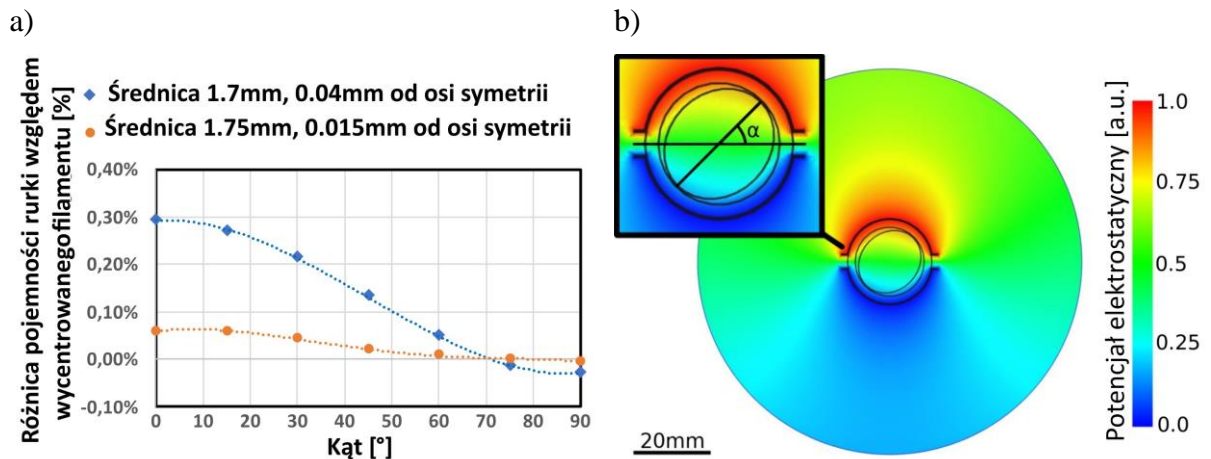 a)
Różnica pojemności rurki względem
wycentrowanegofilamentu [%]
Średnica 1.7mm, 0.04mm od osi symetrii
Średnica 1.75mm, 0.015mm od osi symetrii
0,40%
0,30%
0,20%
0,10%
0,00%
-0,10%
0 10 20 30 40 50 60 70 80 90
Kąt [°]
b)
α
20mm
Potencjał elektrostatyczny [a.u.]
1.0
0.75
0.5
0.25
0.0